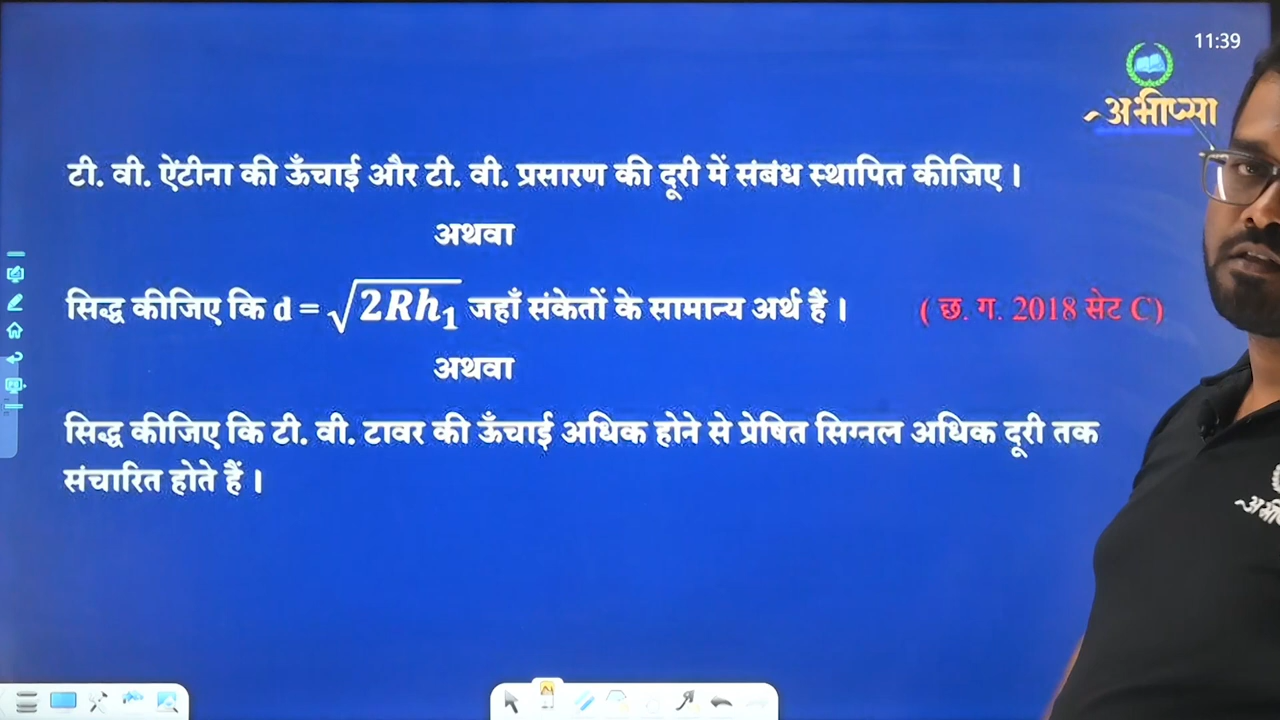 11:39
अभीप्सा
टी. वी. ऐंटीना की ऊँचाई और टी. वी. प्रसारण की दूरी में संबंध स्थापित कीजिए ।
अथवा
सिद्ध कीजिए कि d = √2Rh₁ जहाँ संकेतों के सामान्य अर्थ हैं । ( छ. ग. 2018 सेट C)
अथवा
सिद्ध कीजिए कि टी. वी. टावर की ऊँचाई अधिक होने से प्रेषित सिग्नल अधिक दूरी तक
संचारित होते हैं ।